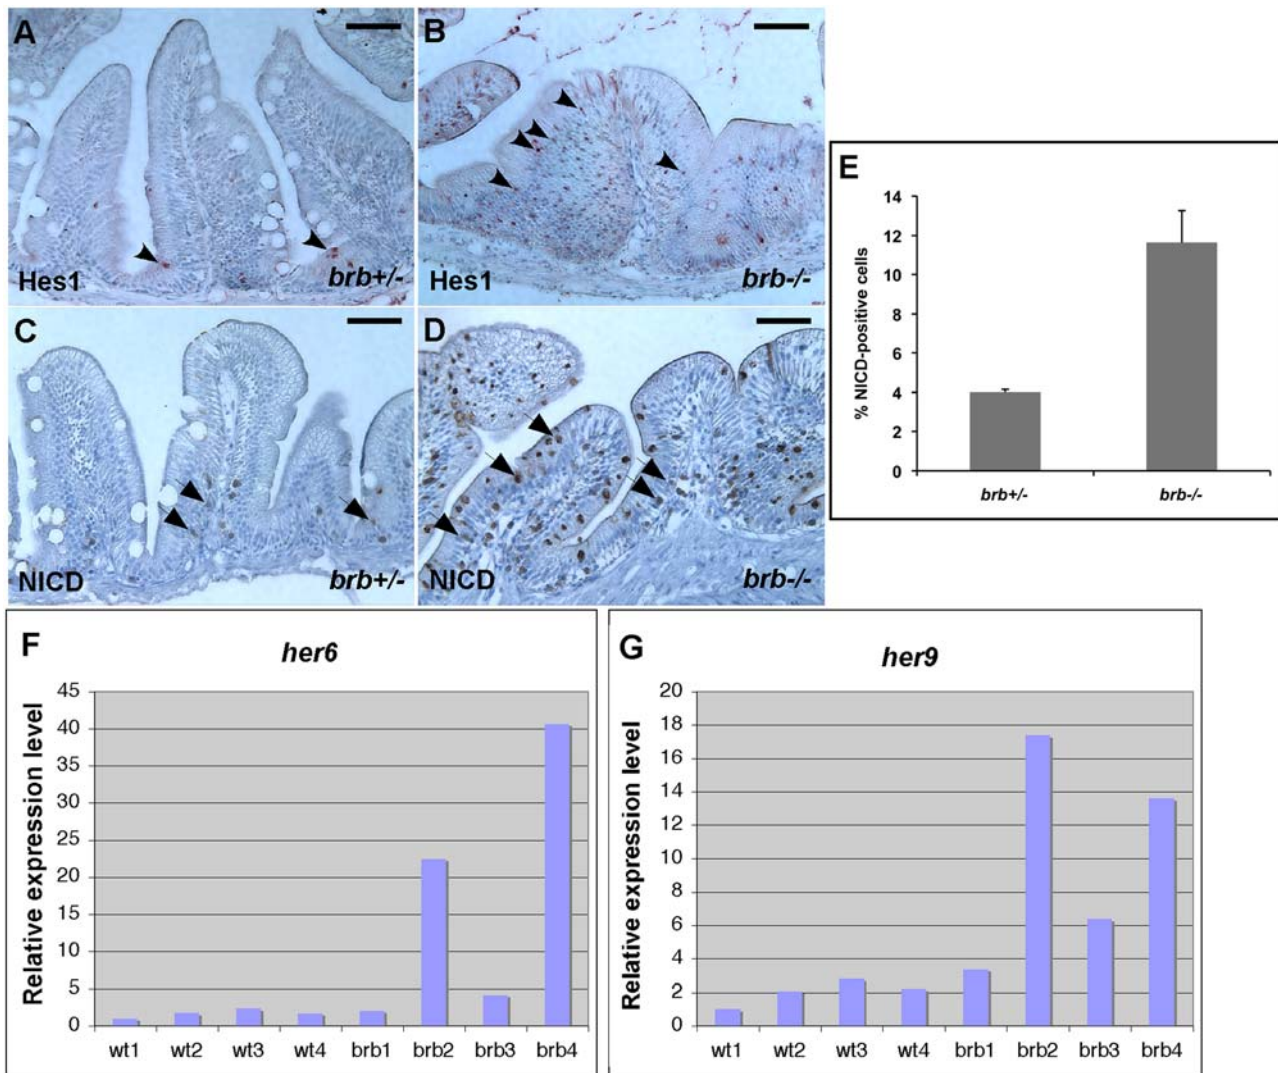 A
Hes1
brb+/-
B
Hes1
brb-/-
C
NICD
brb+/-
D
NICD
brb-/-
E
% NICD-positive cells
14
12
10
8
6
4
2
0
brb+/-
brb-/-
F
her6
Relative expression level
45
40
35
30
25
20
15
10
5
0
wt1 wt2 wt3 wt4 brb1 brb2 brb3 brb4
G
her9
Relative expression level
20
18
16
14
12
10
8
6
4
2
0
wt1 wt2 wt3 wt4 brb1 brb2 brb3 brb4